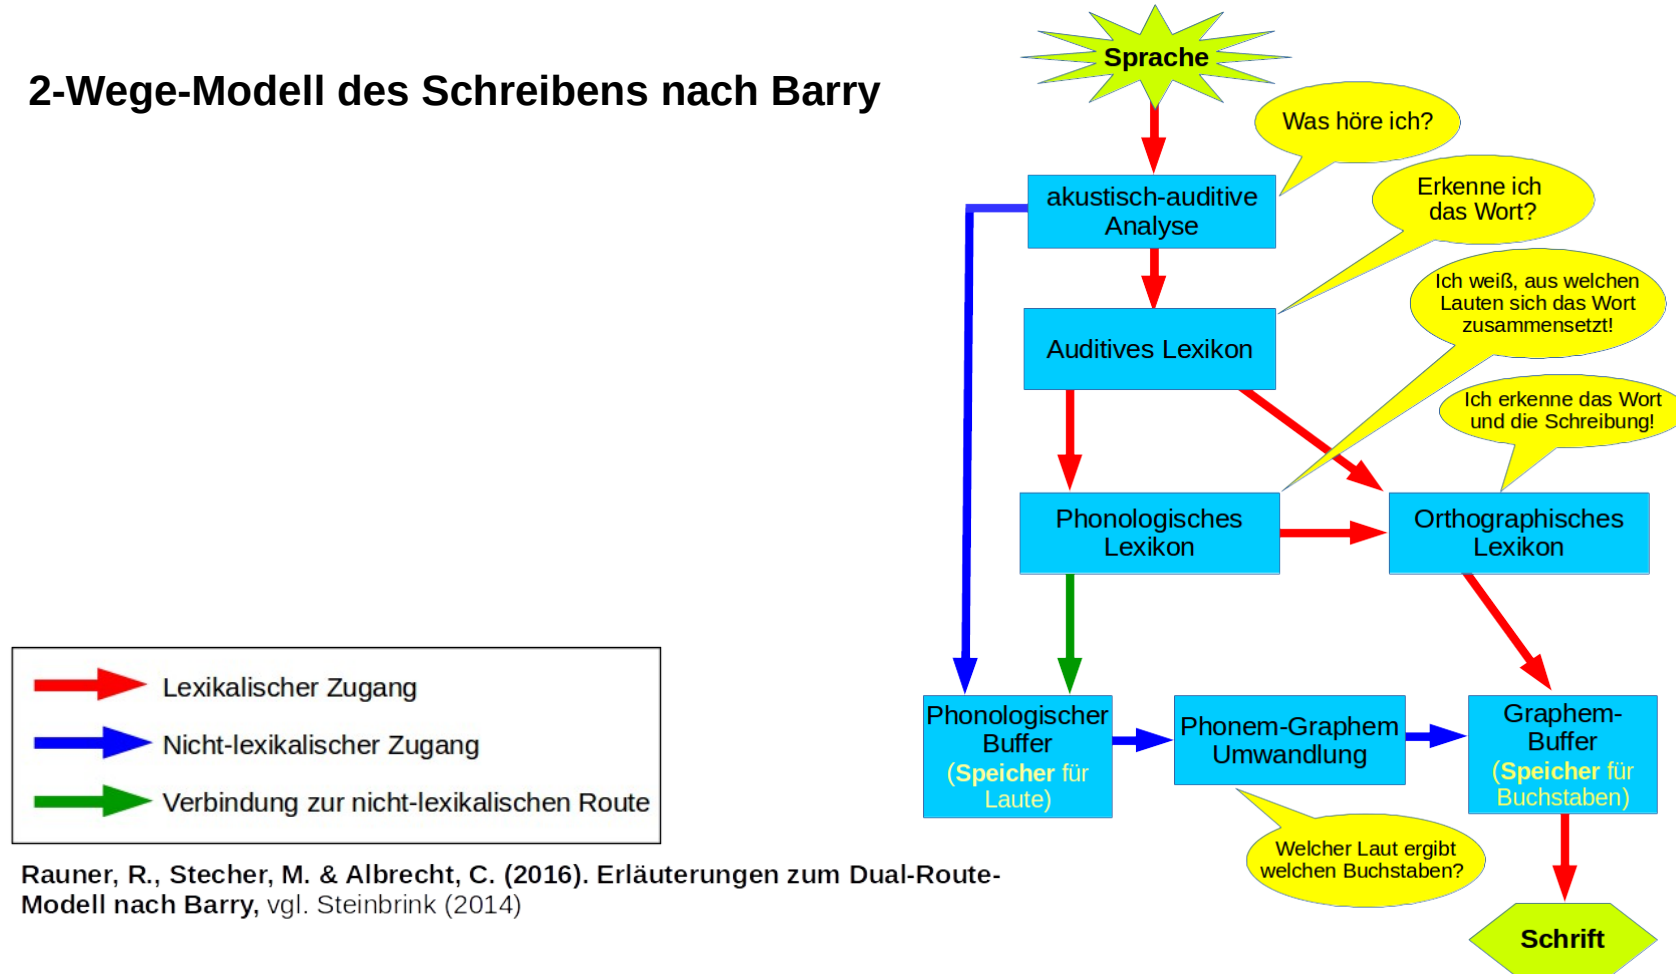 2-Wege-Modell des Schreibens nach Barry
Sprache
Was höre ich?
akustisch-auditive
Analyse
Erkenne ich
das Wort?
Auditives Lexikon
Ich weiß, aus welchen
Lauten sich das Wort
zusammensetzt!
Ich erkenne das Wort
und die Schreibung!
Phonologisches
Lexikon
Orthographisches
Lexikon
Phonologischer
Buffer
(Speicher für
Laute)
Phonem-Graphem
Umwandlung
Graphem-
Buffer
(Speicher für
Buchstaben)
Welcher Laut ergibt
welchen Buchstaben?
Schrift
Lexikalischer Zugang
Nicht-lexikalischer Zugang
Verbindung zur nicht-lexikalischen Route
Rauner, R., Stecher, M. & Albrecht, C. (2016). Erläuterungen zum Dual-Route-
Modell nach Barry, vgl. Steinbrink (2014)